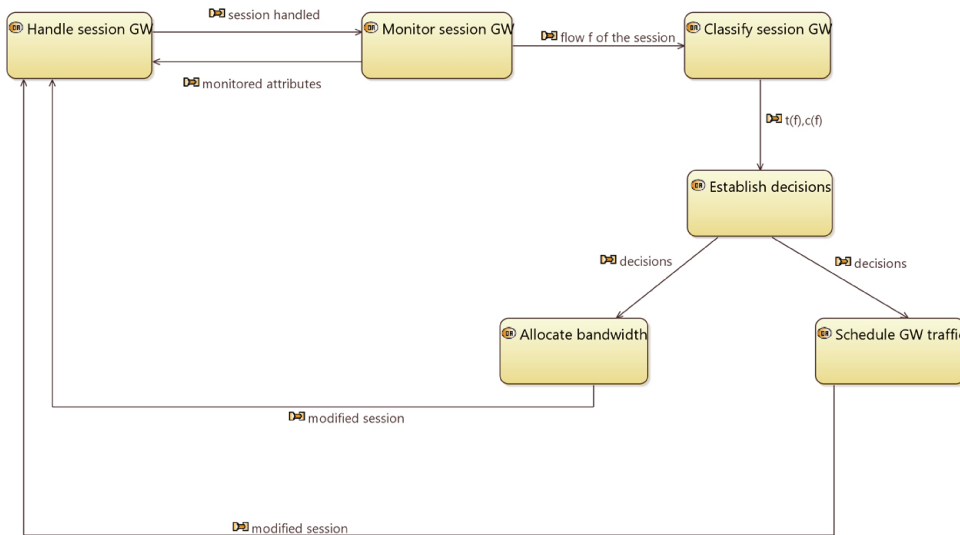 session handled
Handle session GW
Monitor session GW
Classify session GW
flow f of the session
monitored attributes
t(f),c(f)
Establish decisions
decisions
decisions
Allocate bandwidth
Schedule GW traffic
modified session
modified session